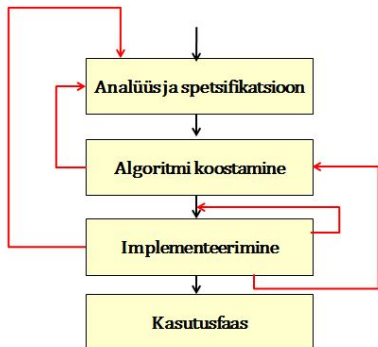 Analüüs ja spetsifikatsioon
Algoritmi koostamine
Implementeerimine
Kasutusfaas